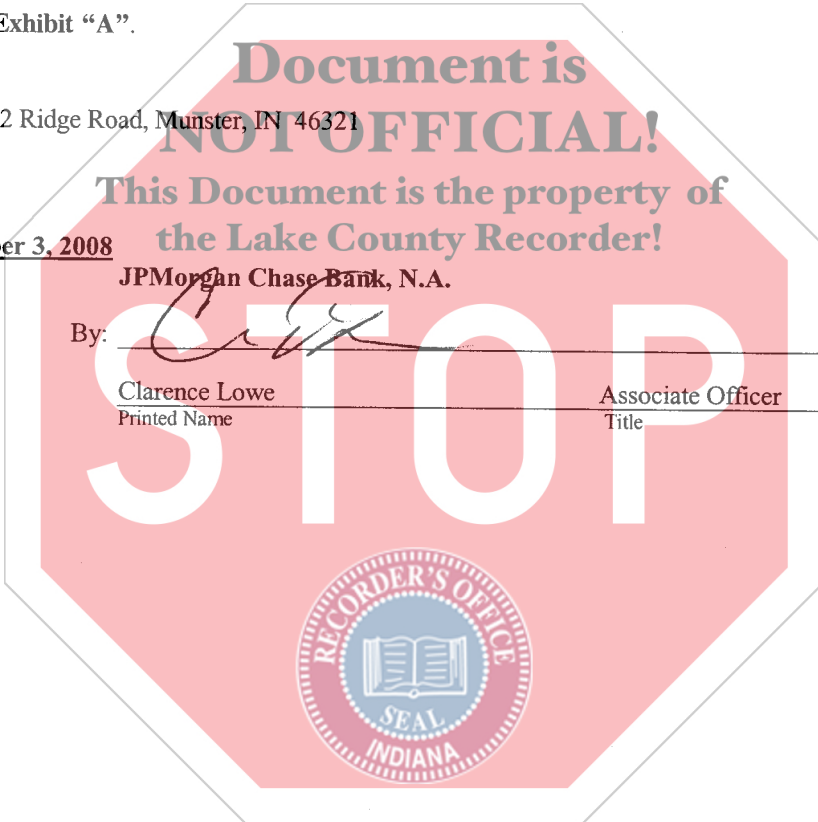 Exhibit “A”.
Document is
2 Ridge Road, Munster, IN 46321
NOT OFFICIAL!
This Document is the property of
the Lake County Recorder!
er 3, 2008
JPMorgan Chase Bank, N.A.
By:
Clarence Lowe Associate Officer
Printed Name Title
STOP
RECORDER'S OFFICE
SEAL
INDIANA